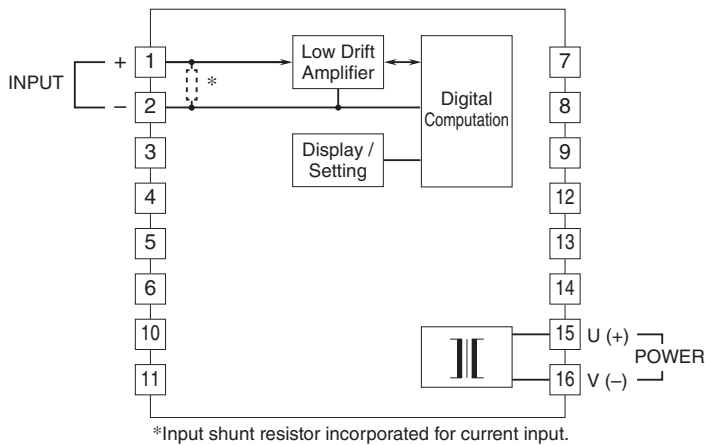 INPUT
+ 1
– 2
3
4
5
6
10
11
*
Low Drift
Amplifier
Digital
Computation
Display /
Setting
7
8
9
12
13
14
15 U (+)
16 V (–)
POWER
*Input shunt resistor incorporated for current input.